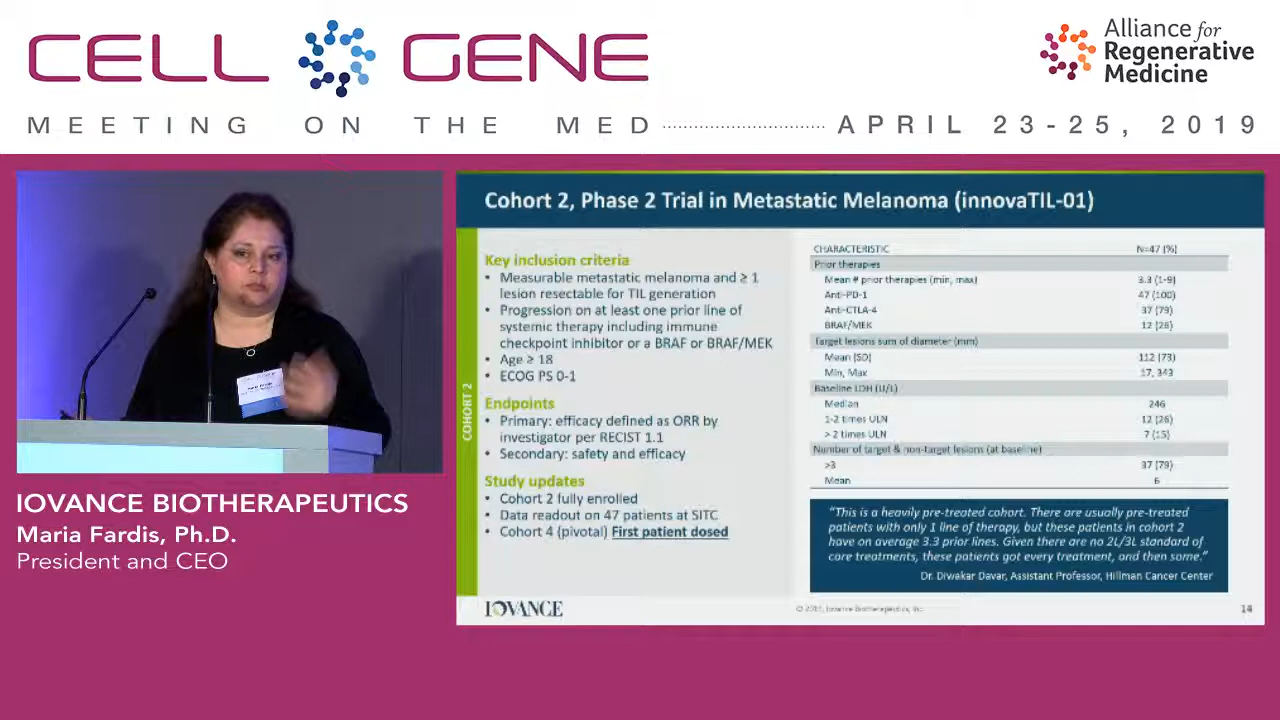 CELL GENE
Alliance for
Regenerative
Medicine
MEETING ON THE MED
APRIL 23-25, 2019
IOVANCE BIOTHERAPEUTICS
Maria Fardis, Ph.D.
President and CEO
Cohort 2, Phase 2 Trial in Metastatic Melanoma (innovaTIL-01)
COHORT 2
Key inclusion criteria
• Measurable metastatic melanoma and ≥ 1
lesion resectable for TIL generation
• Progression on at least one prior line of
systemic therapy including immune
checkpoint inhibitor or a BRAF or BRAF/MEK
• Age ≥ 18
• ECOG PS 0-1
Endpoints
• Primary: efficacy defined as ORR by
investigator per RECIST 1.1
• Secondary: safety and efficacy
Study updates
• Cohort 2 fully enrolled
• Data readout on 47 patients at SITC
• Cohort 4 (pivotal) First patient dosed
CHARACTERISTIC N=47 (%)
Prior therapies
Mean # prior therapies (min, max) 3.3 (1-9)
Anti-PD-1 47 (100)
Anti-CTLA-4 37 (79)
BRAF/MEK 12 (26)
Target lesions sum of diameter (mm)
Mean (SD) 112 (73)
Min, Max 17, 343
Baseline LDH (U/L)
Median 246
1-2 times ULN 12 (26)
> 2 times ULN 7 (15)
Number of target & non-target lesions (at baseline)
>3 37 (79)
Mean 6
"This is a heavily pre-treated cohort. There are usually pre-treated
patients with only 1 line of therapy, but these patients in cohort 2
have on average 3.3 prior lines. Given there are no 2L/3L standard of
care treatments, these patients got every treatment, and then some."
Dr. Diwakar Davar, Assistant Professor, Hillman Cancer Center
IOVANCE
Iovance Biotherapeutics, Inc.
14